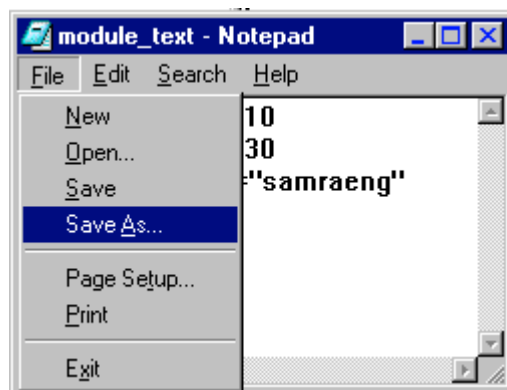 module_text - Notepad
File Edit Search Help
New
Open...
Save
Save As...
Page Setup...
Print
Exit
10
30
="samraeng"